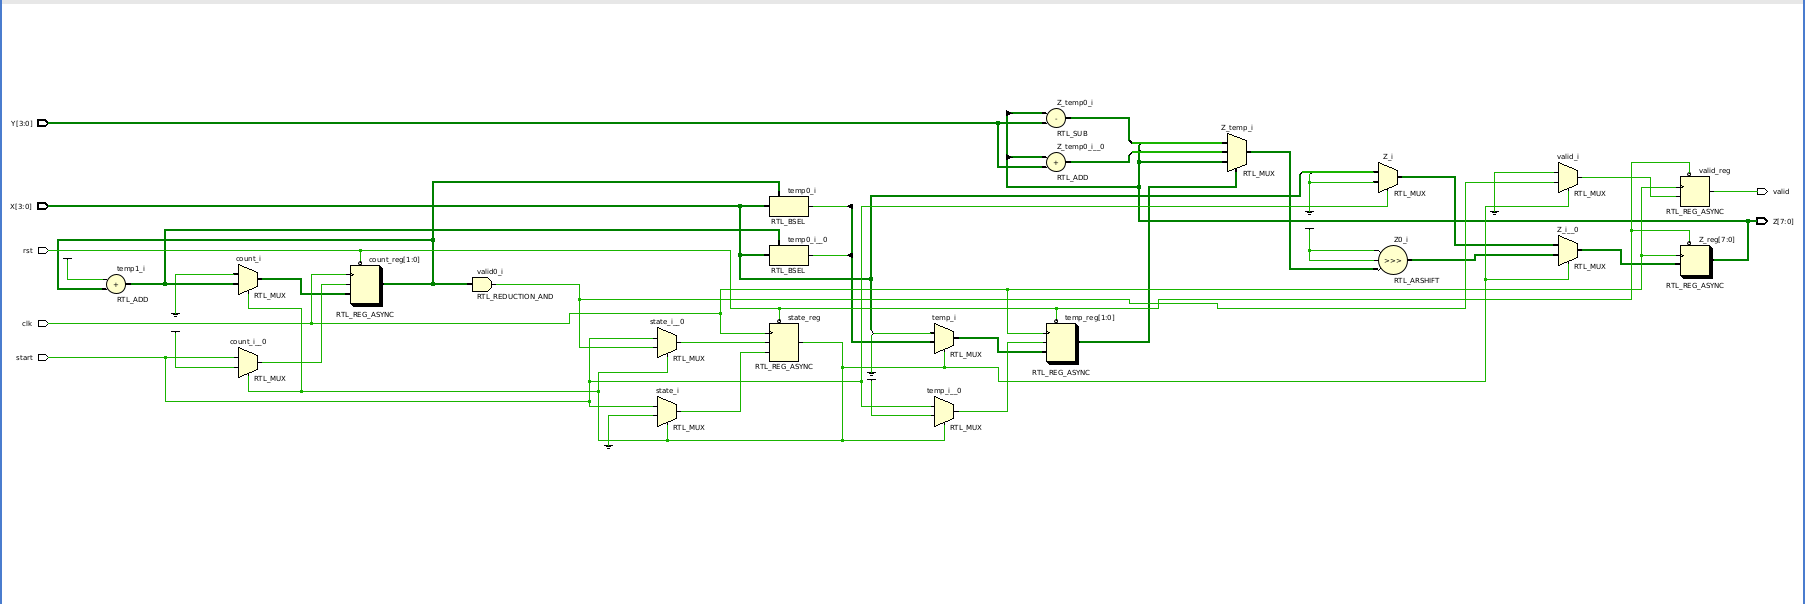 Y[3:0]
X[3:0]
rst
clk
start
temp1_i
+
RTL_ADD
count_i
RTL_MUX
count_i__0
RTL_MUX
count_reg[1:0]
RTL_REG_ASYNC
valid0_i
RTL_REDUCTION_AND
state_i__0
RTL_MUX
state_i
RTL_MUX
temp0_i
RTL_BSEL
temp0_i__0
RTL_BSEL
state_reg
RTL_REG_ASYNC
temp_i
RTL_MUX
temp_i__0
RTL_MUX
Z_temp0_i
-
RTL_SUB
Z_temp0_i__0
+
RTL_ADD
temp_reg[1:0]
RTL_REG_ASYNC
Z_temp_i
RTL_MUX
Z_i
RTL_MUX
Z0_i
>>>
RTL_ARSHIFT
valid_i
RTL_MUX
Z_i__0
RTL_MUX
valid_reg
RTL_REG_ASYNC
Z_reg[7:0]
RTL_REG_ASYNC
valid
Z[7:0]